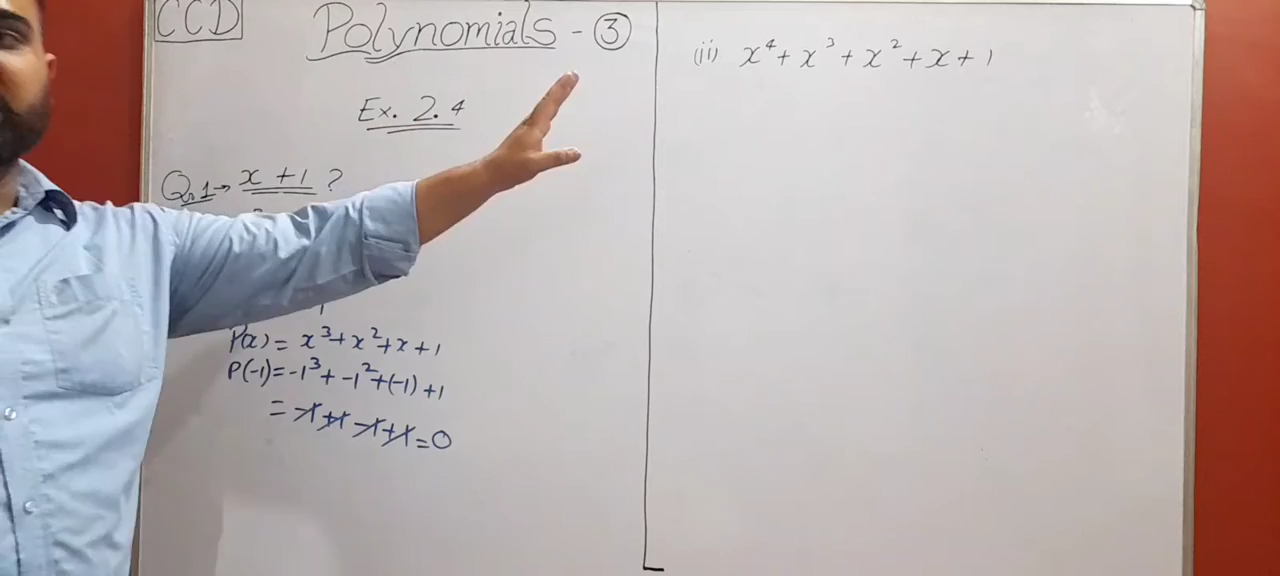 CCD
Polynomials - ③
Ex. 2.4
Q.1→ x + 1 ?
P(x) = x³ + x² + x + 1
P(-1) = -1³ + -1² + (-1) + 1
= -1 + 1 - 1 + 1 = 0
(ii) x⁴ + x³ + x² + x + 1